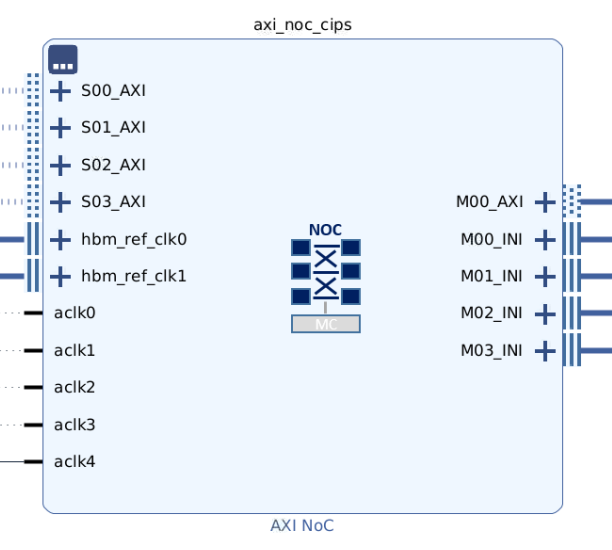 axi_noc_cips
...
S00_AXI
S01_AXI
S02_AXI
S03_AXI
hbm_ref_clk0
hbm_ref_clk1
aclk0
aclk1
aclk2
aclk3
aclk4
NOC
MC
M00_AXI
M00_INI
M01_INI
M02_INI
M03_INI
AXI NoC